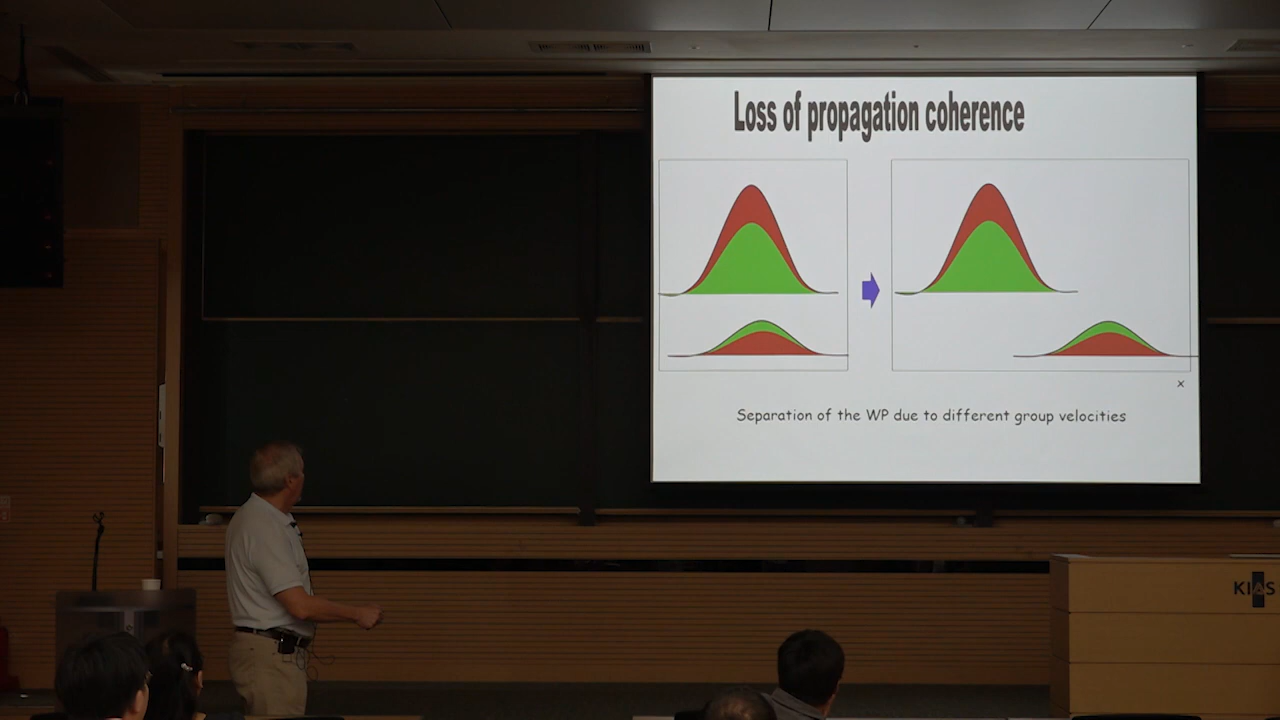 Loss of propagation coherence
x
Separation of the WP due to different group velocities
KIAS